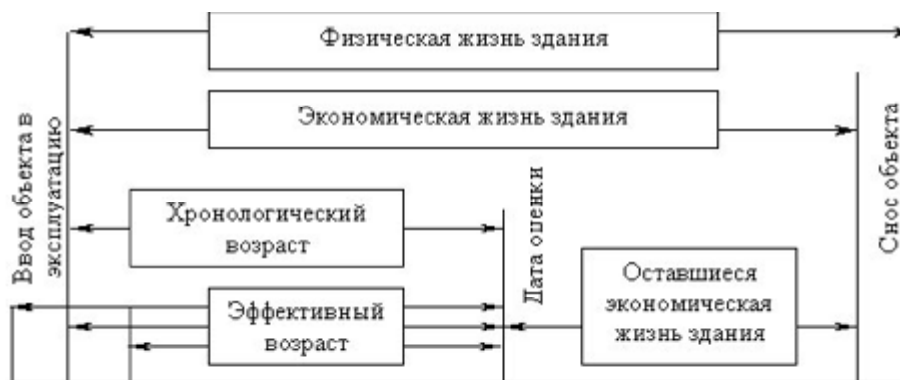 Физическая жизнь здания
Экономическая жизнь здания
Ввод объекта в
эксплуатацию
Хронологический
возраст
Эффективный
возраст
Дата оценки
Оставшиеся
экономическая
жизнь здания
Снос объекта